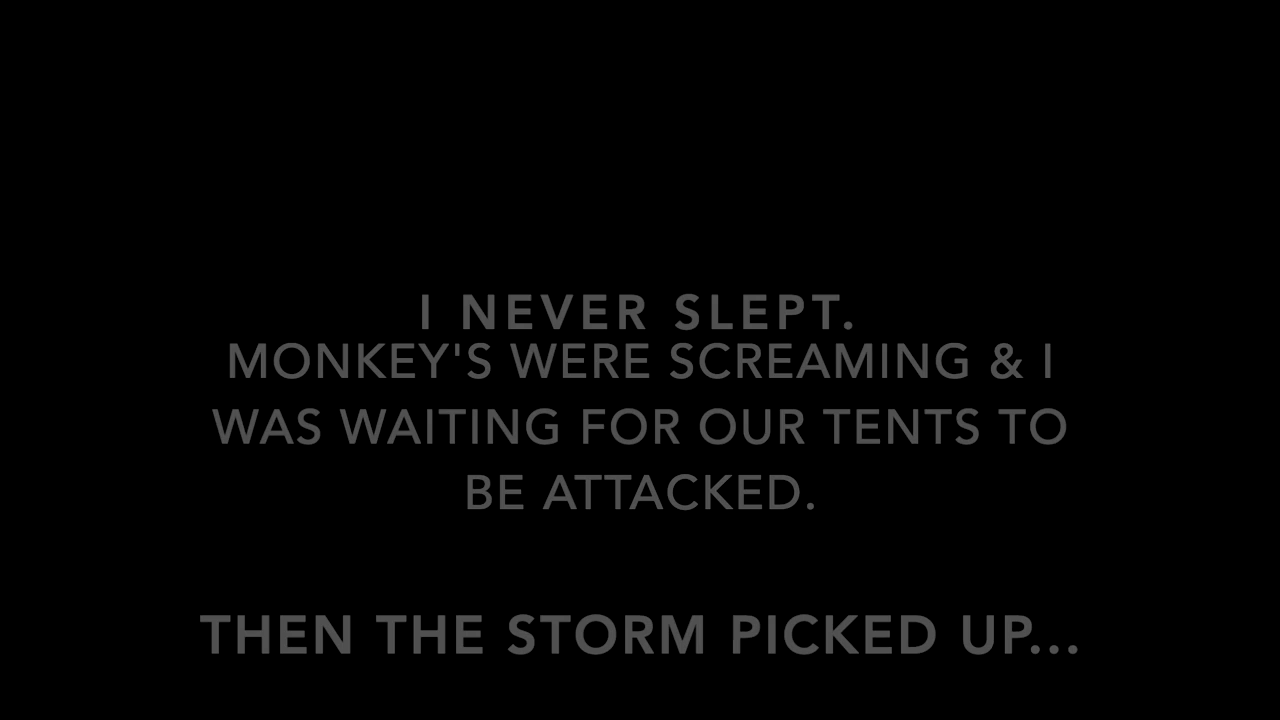 I NEVER SLEPT.
MONKEY'S WERE SCREAMING & I
WAS WAITING FOR OUR TENTS TO
BE ATTACKED.
THEN THE STORM PICKED UP...